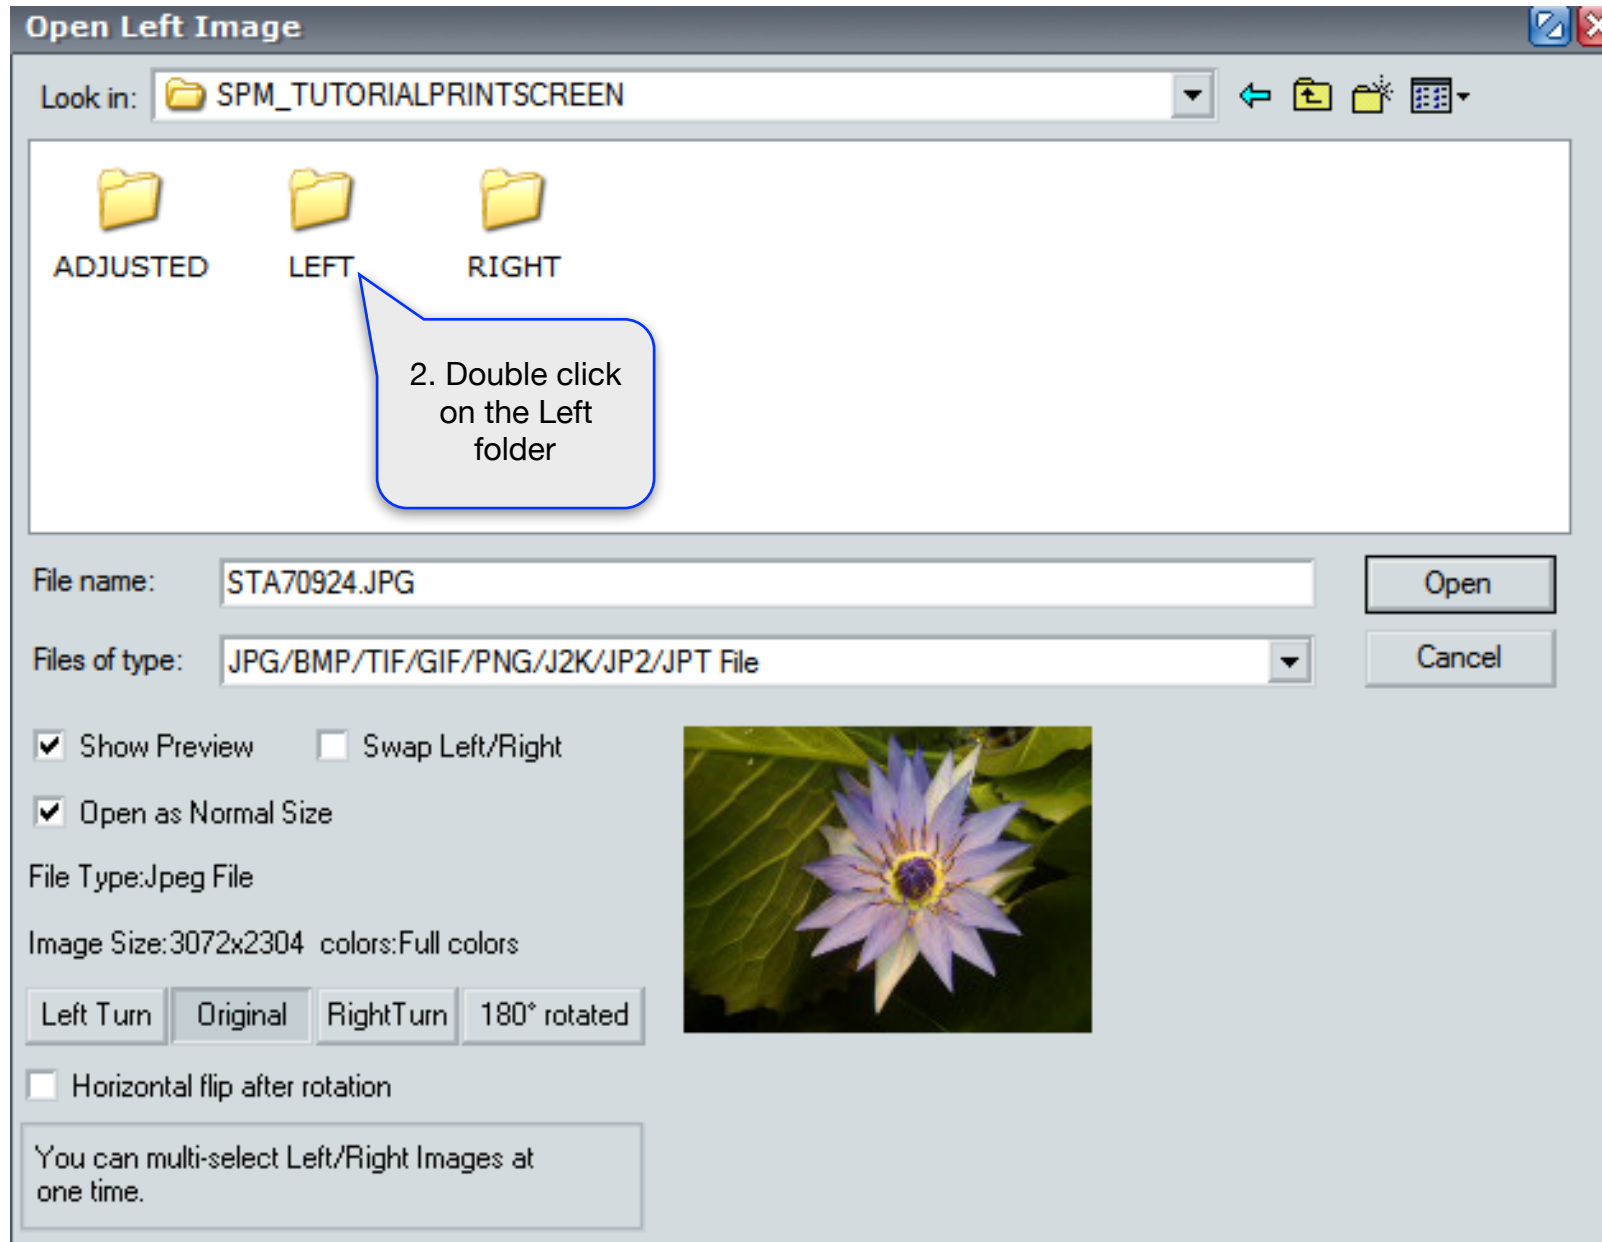 Open Left Image
Look in: SPM_TUTORIALPRINTSCREEN
ADJUSTED LEFT RIGHT
2. Double click
on the Left
folder
File name: STA70924.JPG Open
Files of type: JPG/BMP/TIF/GIF/PNG/J2K/JP2/JPT File Cancel
Show Preview Swap Left/Right
Open as Normal Size
File Type:Jpeg File
Image Size:3072x2304 colors:Full colors
Left Turn Original RightTurn 180° rotated
Horizontal flip after rotation
You can multi-select Left/Right Images at
one time.